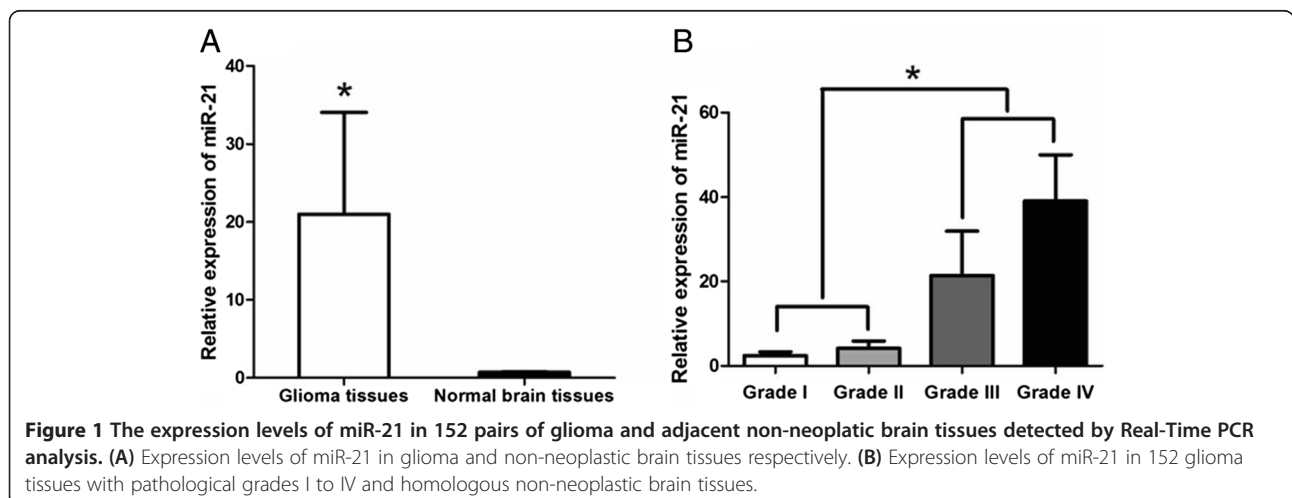 A
B
Relative expression of miR-21
40
30
20
10
0
*
Glioma tissues Normal brain tissues
Relative expression of miR-21
60
40
20
0
*
Grade I Grade II Grade III Grade IV
Figure 1 The expression levels of miR-21 in 152 pairs of glioma and adjacent non-neoplatic brain tissues detected by Real-Time PCR
analysis. (A) Expression levels of miR-21 in glioma and non-neoplastic brain tissues respectively. (B) Expression levels of miR-21 in 152 glioma
tissues with pathological grades I to IV and homologous non-neoplastic brain tissues.